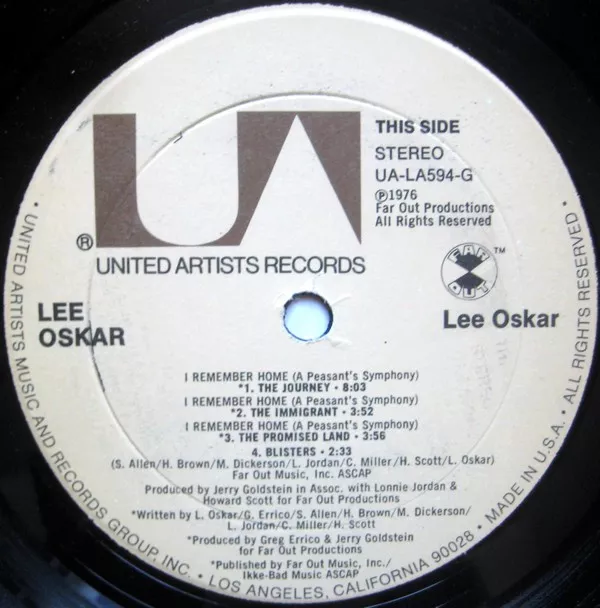 UA
®
UNITED ARTISTS RECORDS
THIS SIDE
STEREO
UA-LA594-G
Ⓟ1976
Far Out Productions
All Rights Reserved
FAR OUT ™
LEE
OSKAR
Lee Oskar
I REMEMBER HOME (A Peasant's Symphony)
*1. THE JOURNEY • 8:03
I REMEMBER HOME (A Peasant's Symphony)
*2. THE IMMIGRANT • 3:52
I REMEMBER HOME (A Peasant's Symphony)
*3. THE PROMISED LAND • 3:56
4. BLISTERS • 2:33
(S. Allen/H. Brown/M. Dickerson/L. Jordan/C. Miller/H. Scott/L. Oskar)
Far Out Music, Inc. ASCAP
Produced by Jerry Goldstein in Assoc. with Lonnie Jordan &
Howard Scott for Far Out Productions
*Written by L. Oskar/G. Errico/S. Allen/H. Brown/M. Dickerson/
L. Jordan/C. Miller/H. Scott
*Produced by Greg Errico & Jerry Goldstein
for Far Out Productions
*Published by Far Out Music, Inc./
Ikke-Bad Music ASCAP
• UNITED ARTISTS MUSIC AND RECORDS GROUP, INC. • LOS ANGELES, CALIFORNIA 90028 • MADE IN U.S.A. • ALL RIGHTS RESERVED •